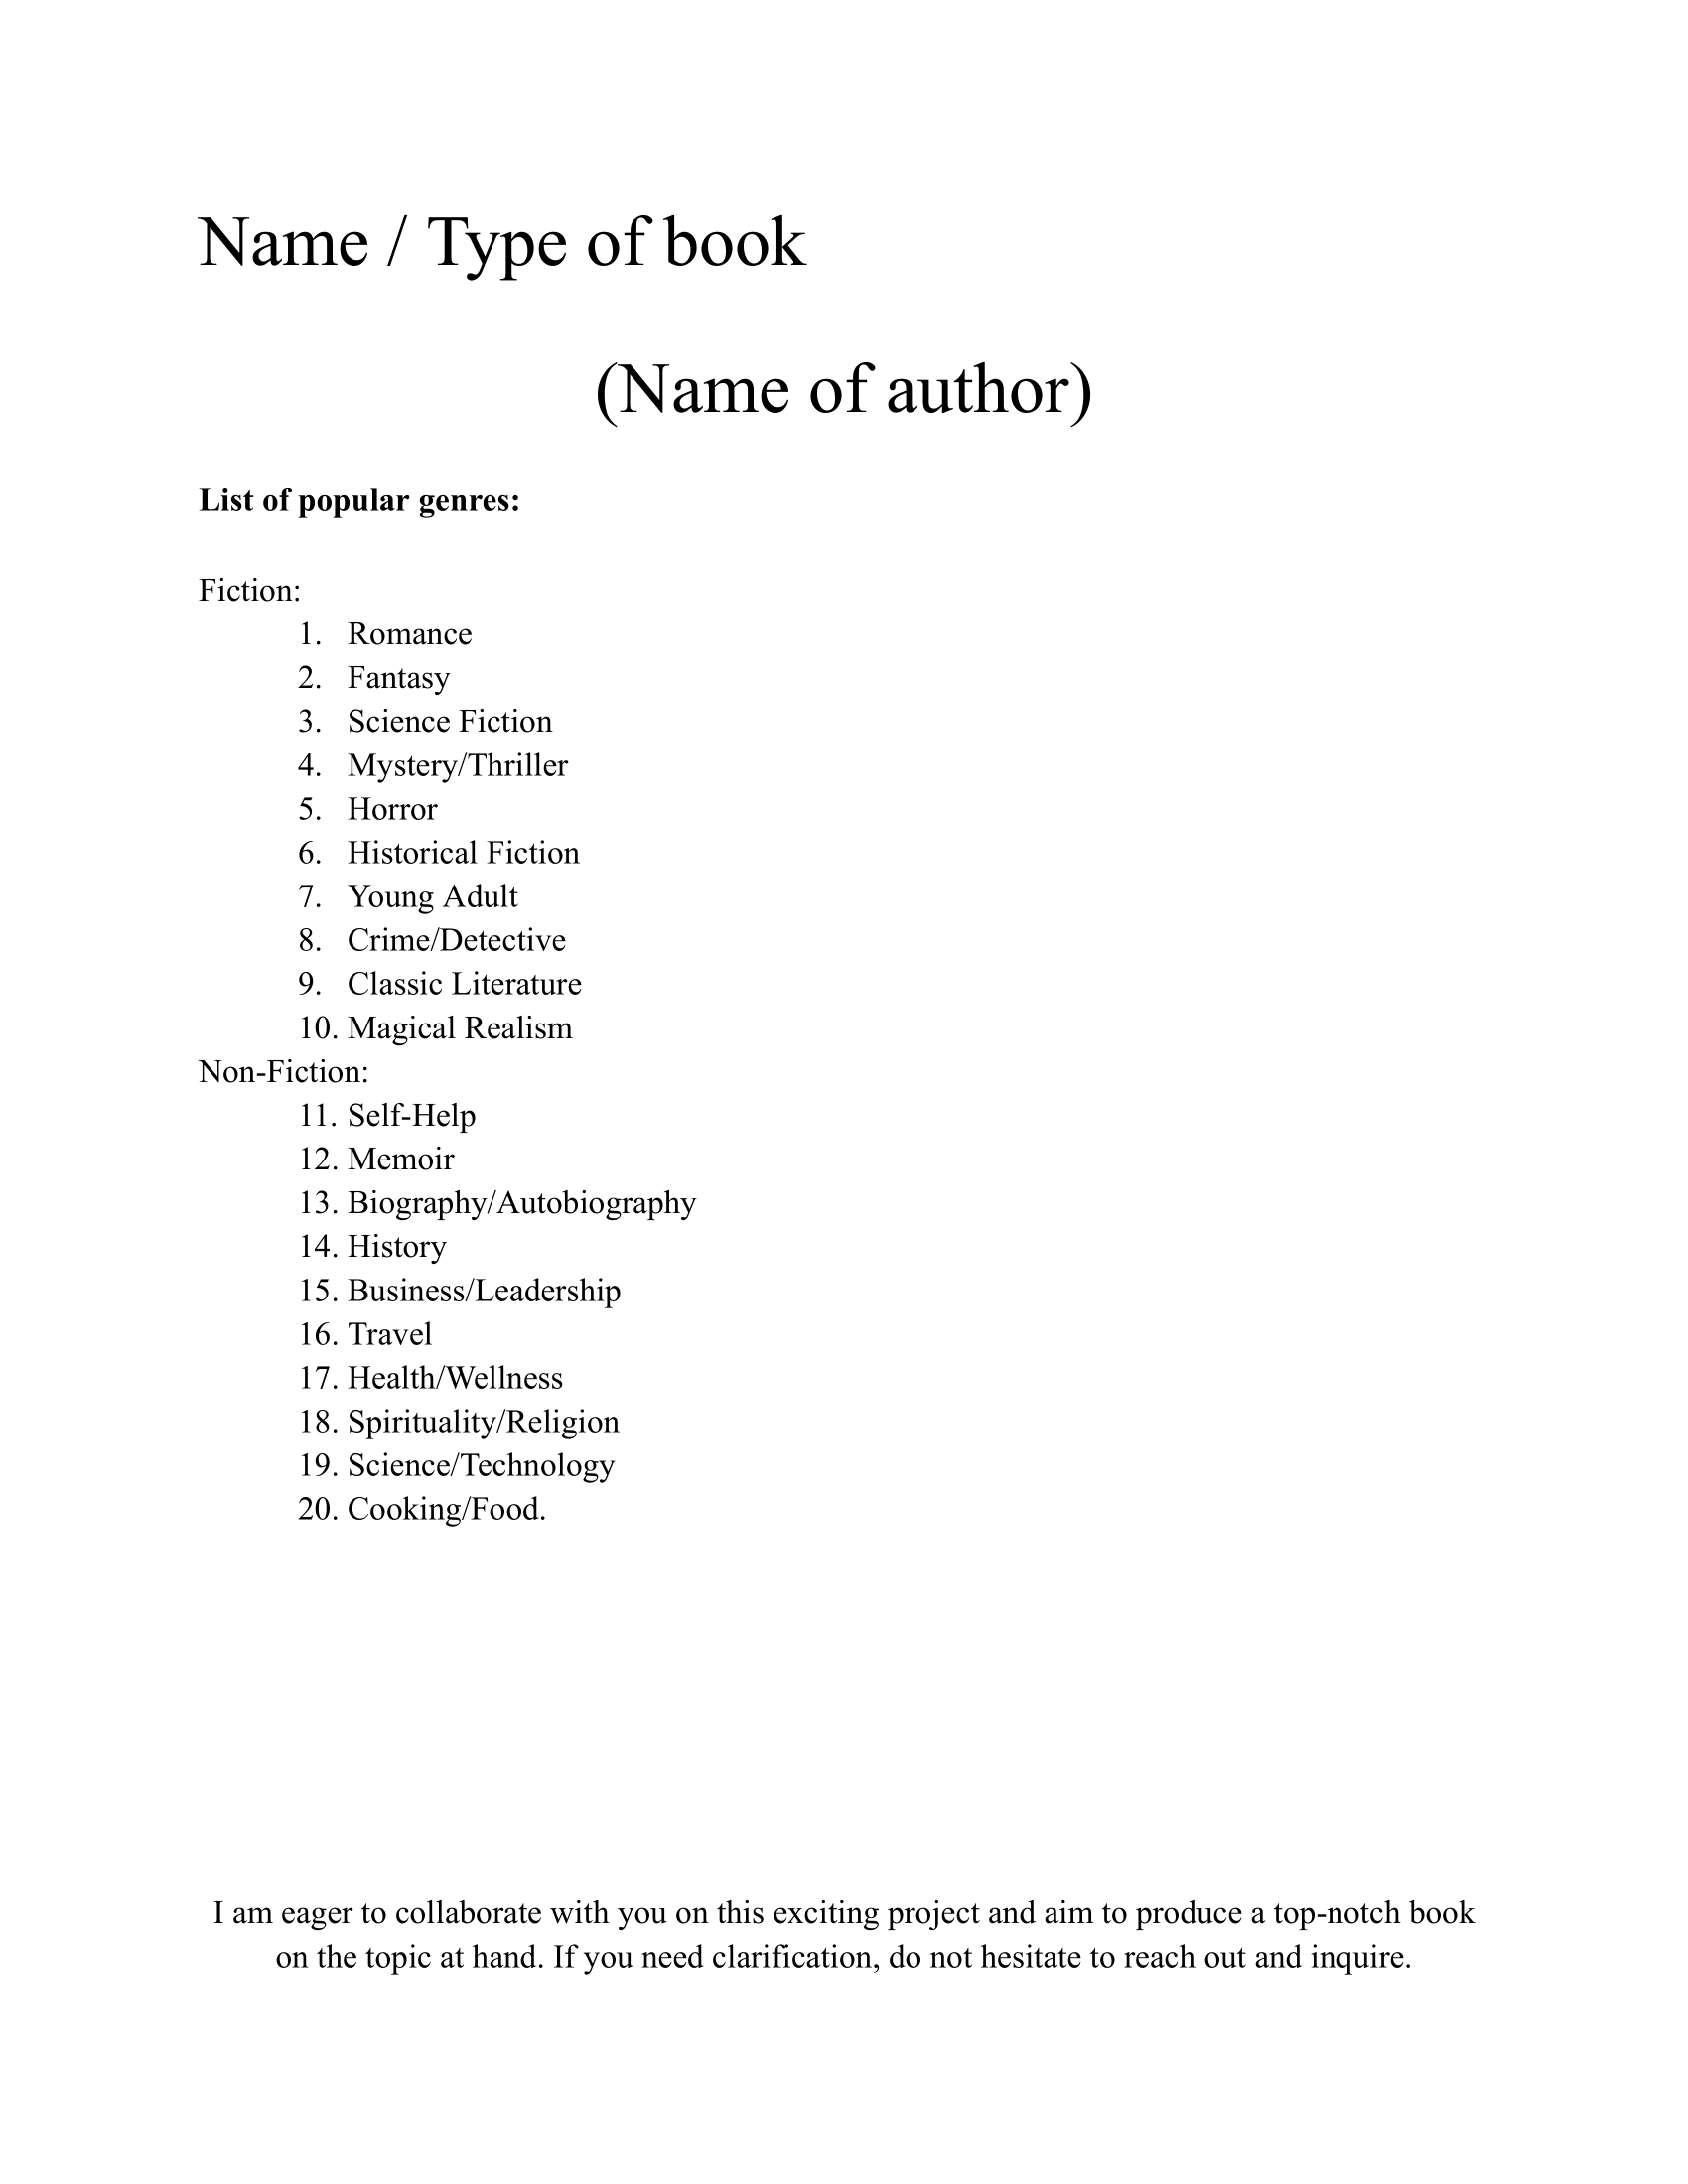 Name / Type of book
(Name of author)
List of popular genres:
Fiction:
1. Romance
2. Fantasy
3. Science Fiction
4. Mystery/Thriller
5. Horror
6. Historical Fiction
7. Young Adult
8. Crime/Detective
9. Classic Literature
10. Magical Realism
Non-Fiction:
11. Self-Help
12. Memoir
13. Biography/Autobiography
14. History
15. Business/Leadership
16. Travel
17. Health/Wellness
18. Spirituality/Religion
19. Science/Technology
20. Cooking/Food.
I am eager to collaborate with you on this exciting project and aim to produce a top-notch book
on the topic at hand. If you need clarification, do not hesitate to reach out and inquire.